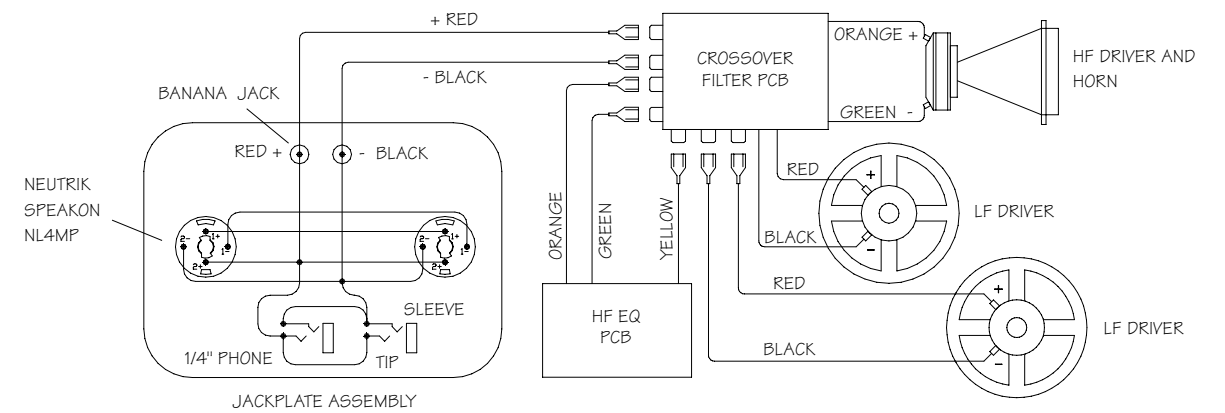 + RED
- BLACK
BANANA JACK
RED +
- BLACK
NEUTRIK
SPEAKON
NL4MP
2-
1+
1-
2+
2-
1+
1-
2+
SLEEVE
1/4" PHONE
TIP
JACKPLATE ASSEMBLY
CROSSOVER
FILTER PCB
ORANGE +
GREEN -
HF DRIVER AND
HORN
ORANGE
GREEN
YELLOW
HF EQ
PCB
RED
BLACK
+
-
LF DRIVER
RED
BLACK
+
-
LF DRIVER